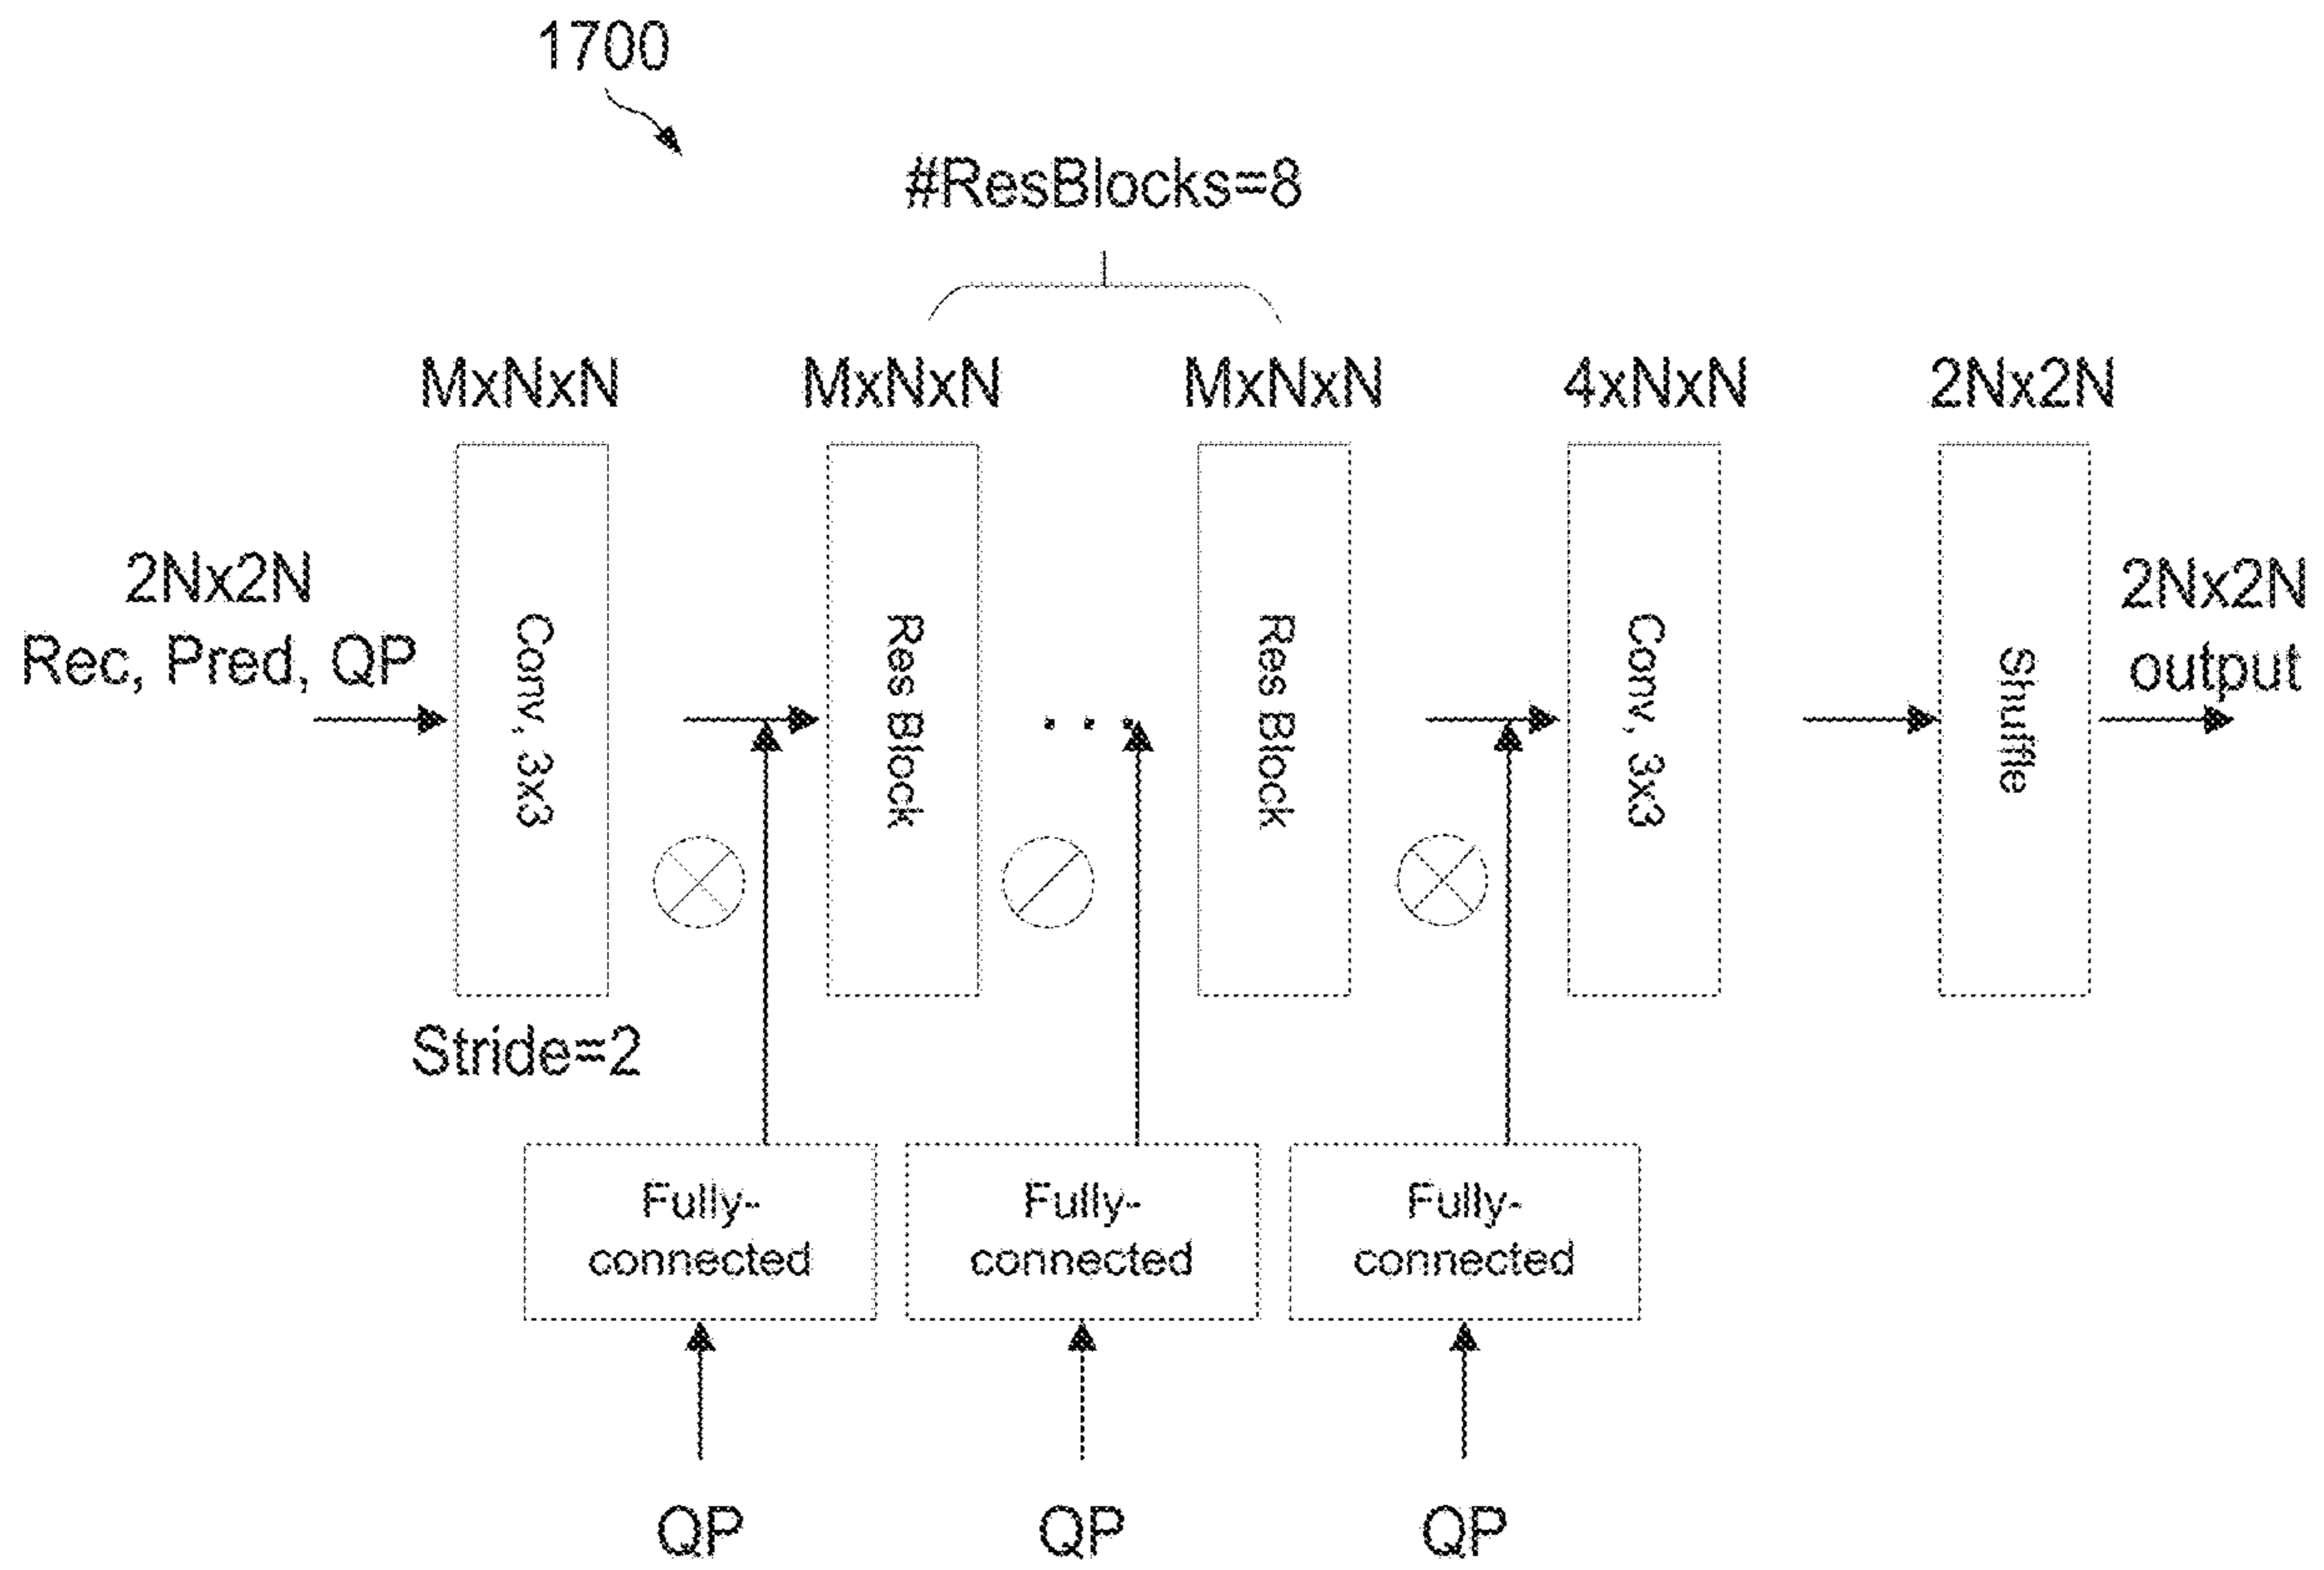 1700
#ResBlocks=8
MxNxN
MxNxN
MxNxN
4xNxN
2Nx2N
2Nx2N
Rec, Pred, QP
Conv, 3x3
Res Block
...
Res Block
Conv, 3x3
Shuffle
2Nx2N
output
Stride=2
Fully-
connected
Fully-
connected
Fully-
connected
QP
QP
QP